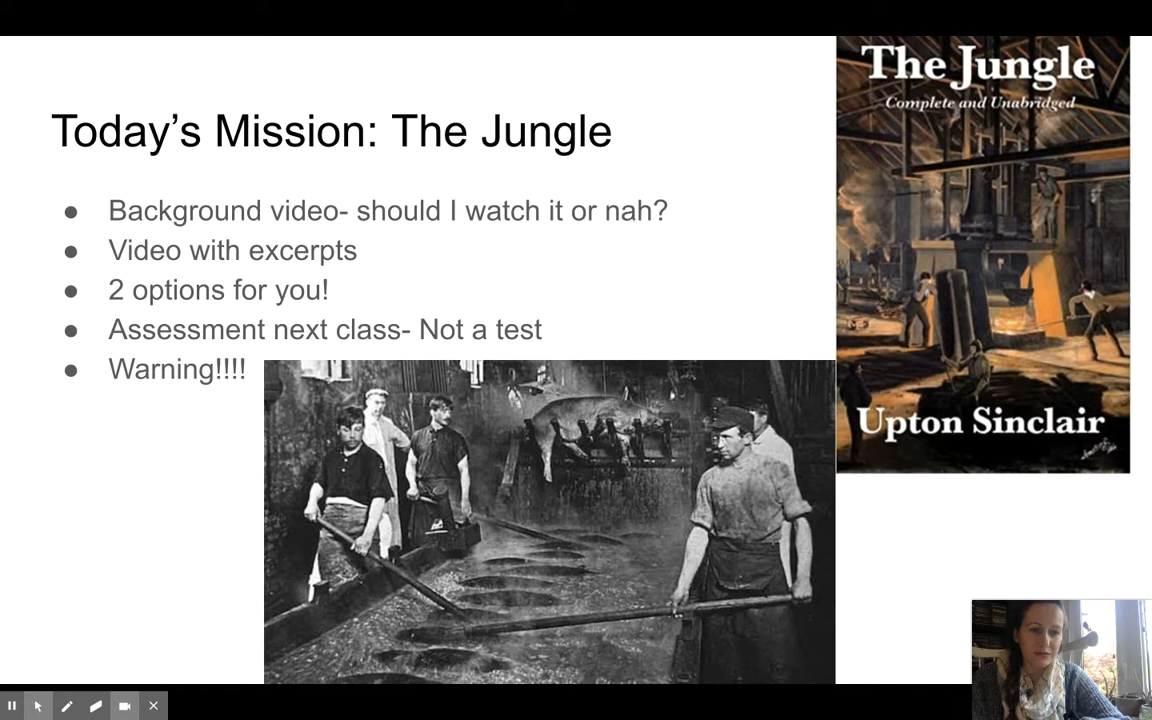 Today’s Mission: The Jungle
● Background video- should I watch it or nah?
● Video with excerpts
● 2 options for you!
● Assessment next class- Not a test
● Warning!!!!
The Jungle
Complete and Unabridged
Upton Sinclair